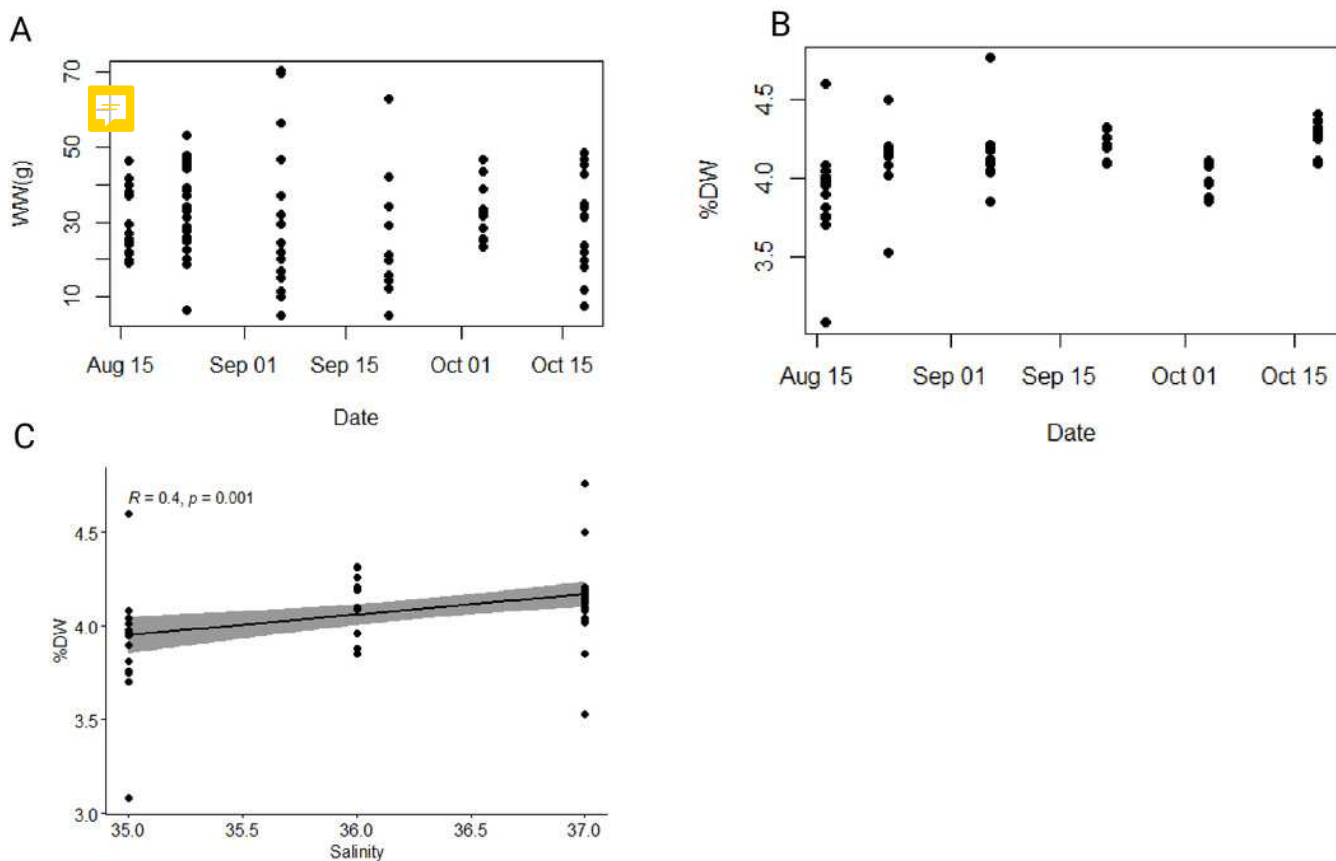 A
WW(g)
70
50
30
10
Aug 15 Sep 01 Sep 15 Oct 01 Oct 15
Date
B
%DW
4.5
4.0
3.5
Aug 15 Sep 01 Sep 15 Oct 01 Oct 15
Date
C
R = 0.4, p = 0.001
%DW
4.5
4.0
3.5
3.0
35.0 35.5 36.0 36.5 37.0
Salinity